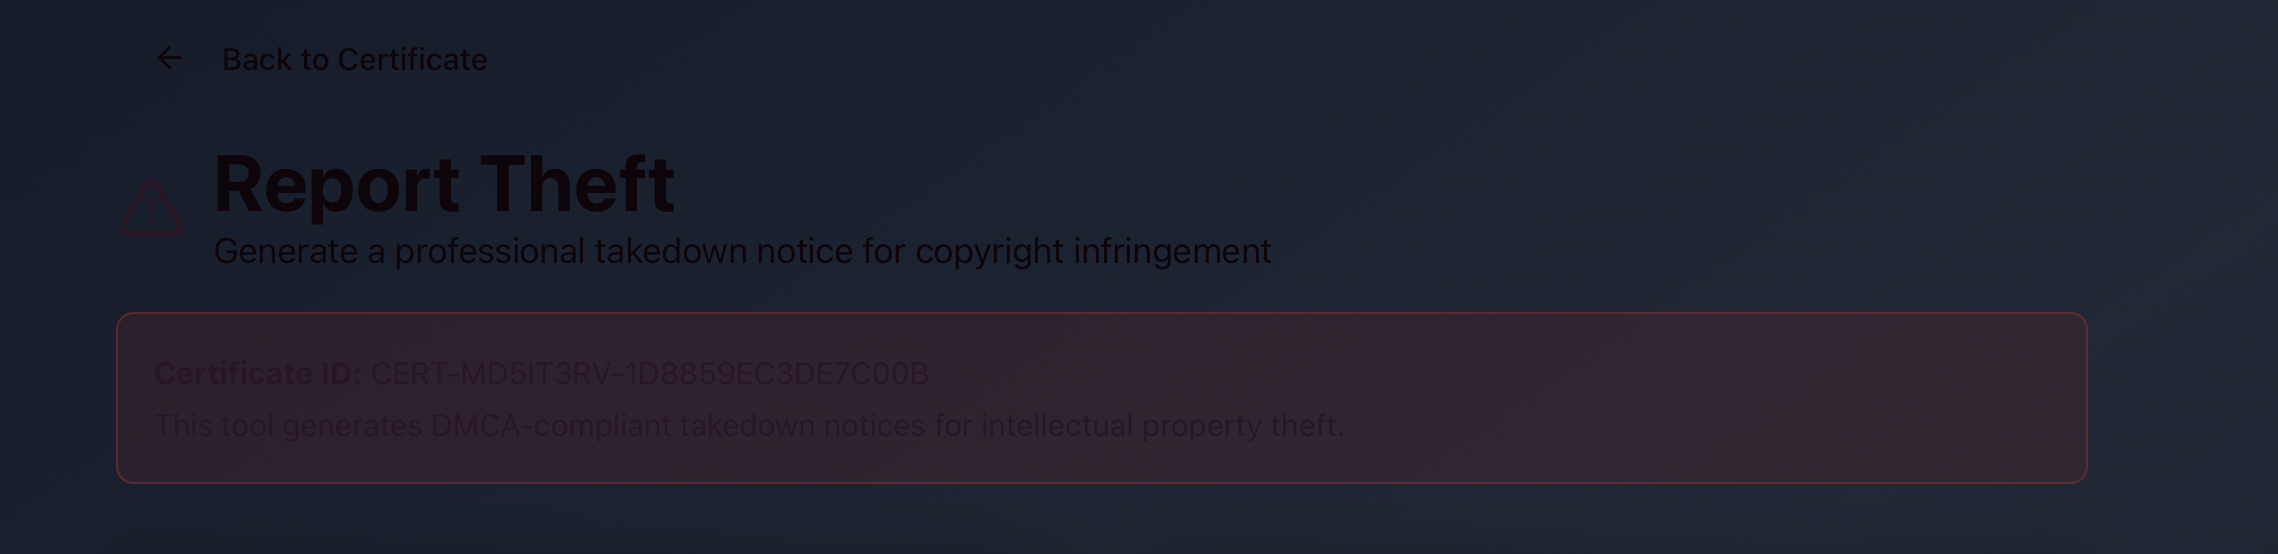 Back to Certificate
Report Theft
Generate a professional takedown notice for copyright infringement
Certificate ID: CERT-MD5IT3RV-1D8859EC3DE7C00B
This tool generates DMCA-compliant takedown notices for intellectual property theft.